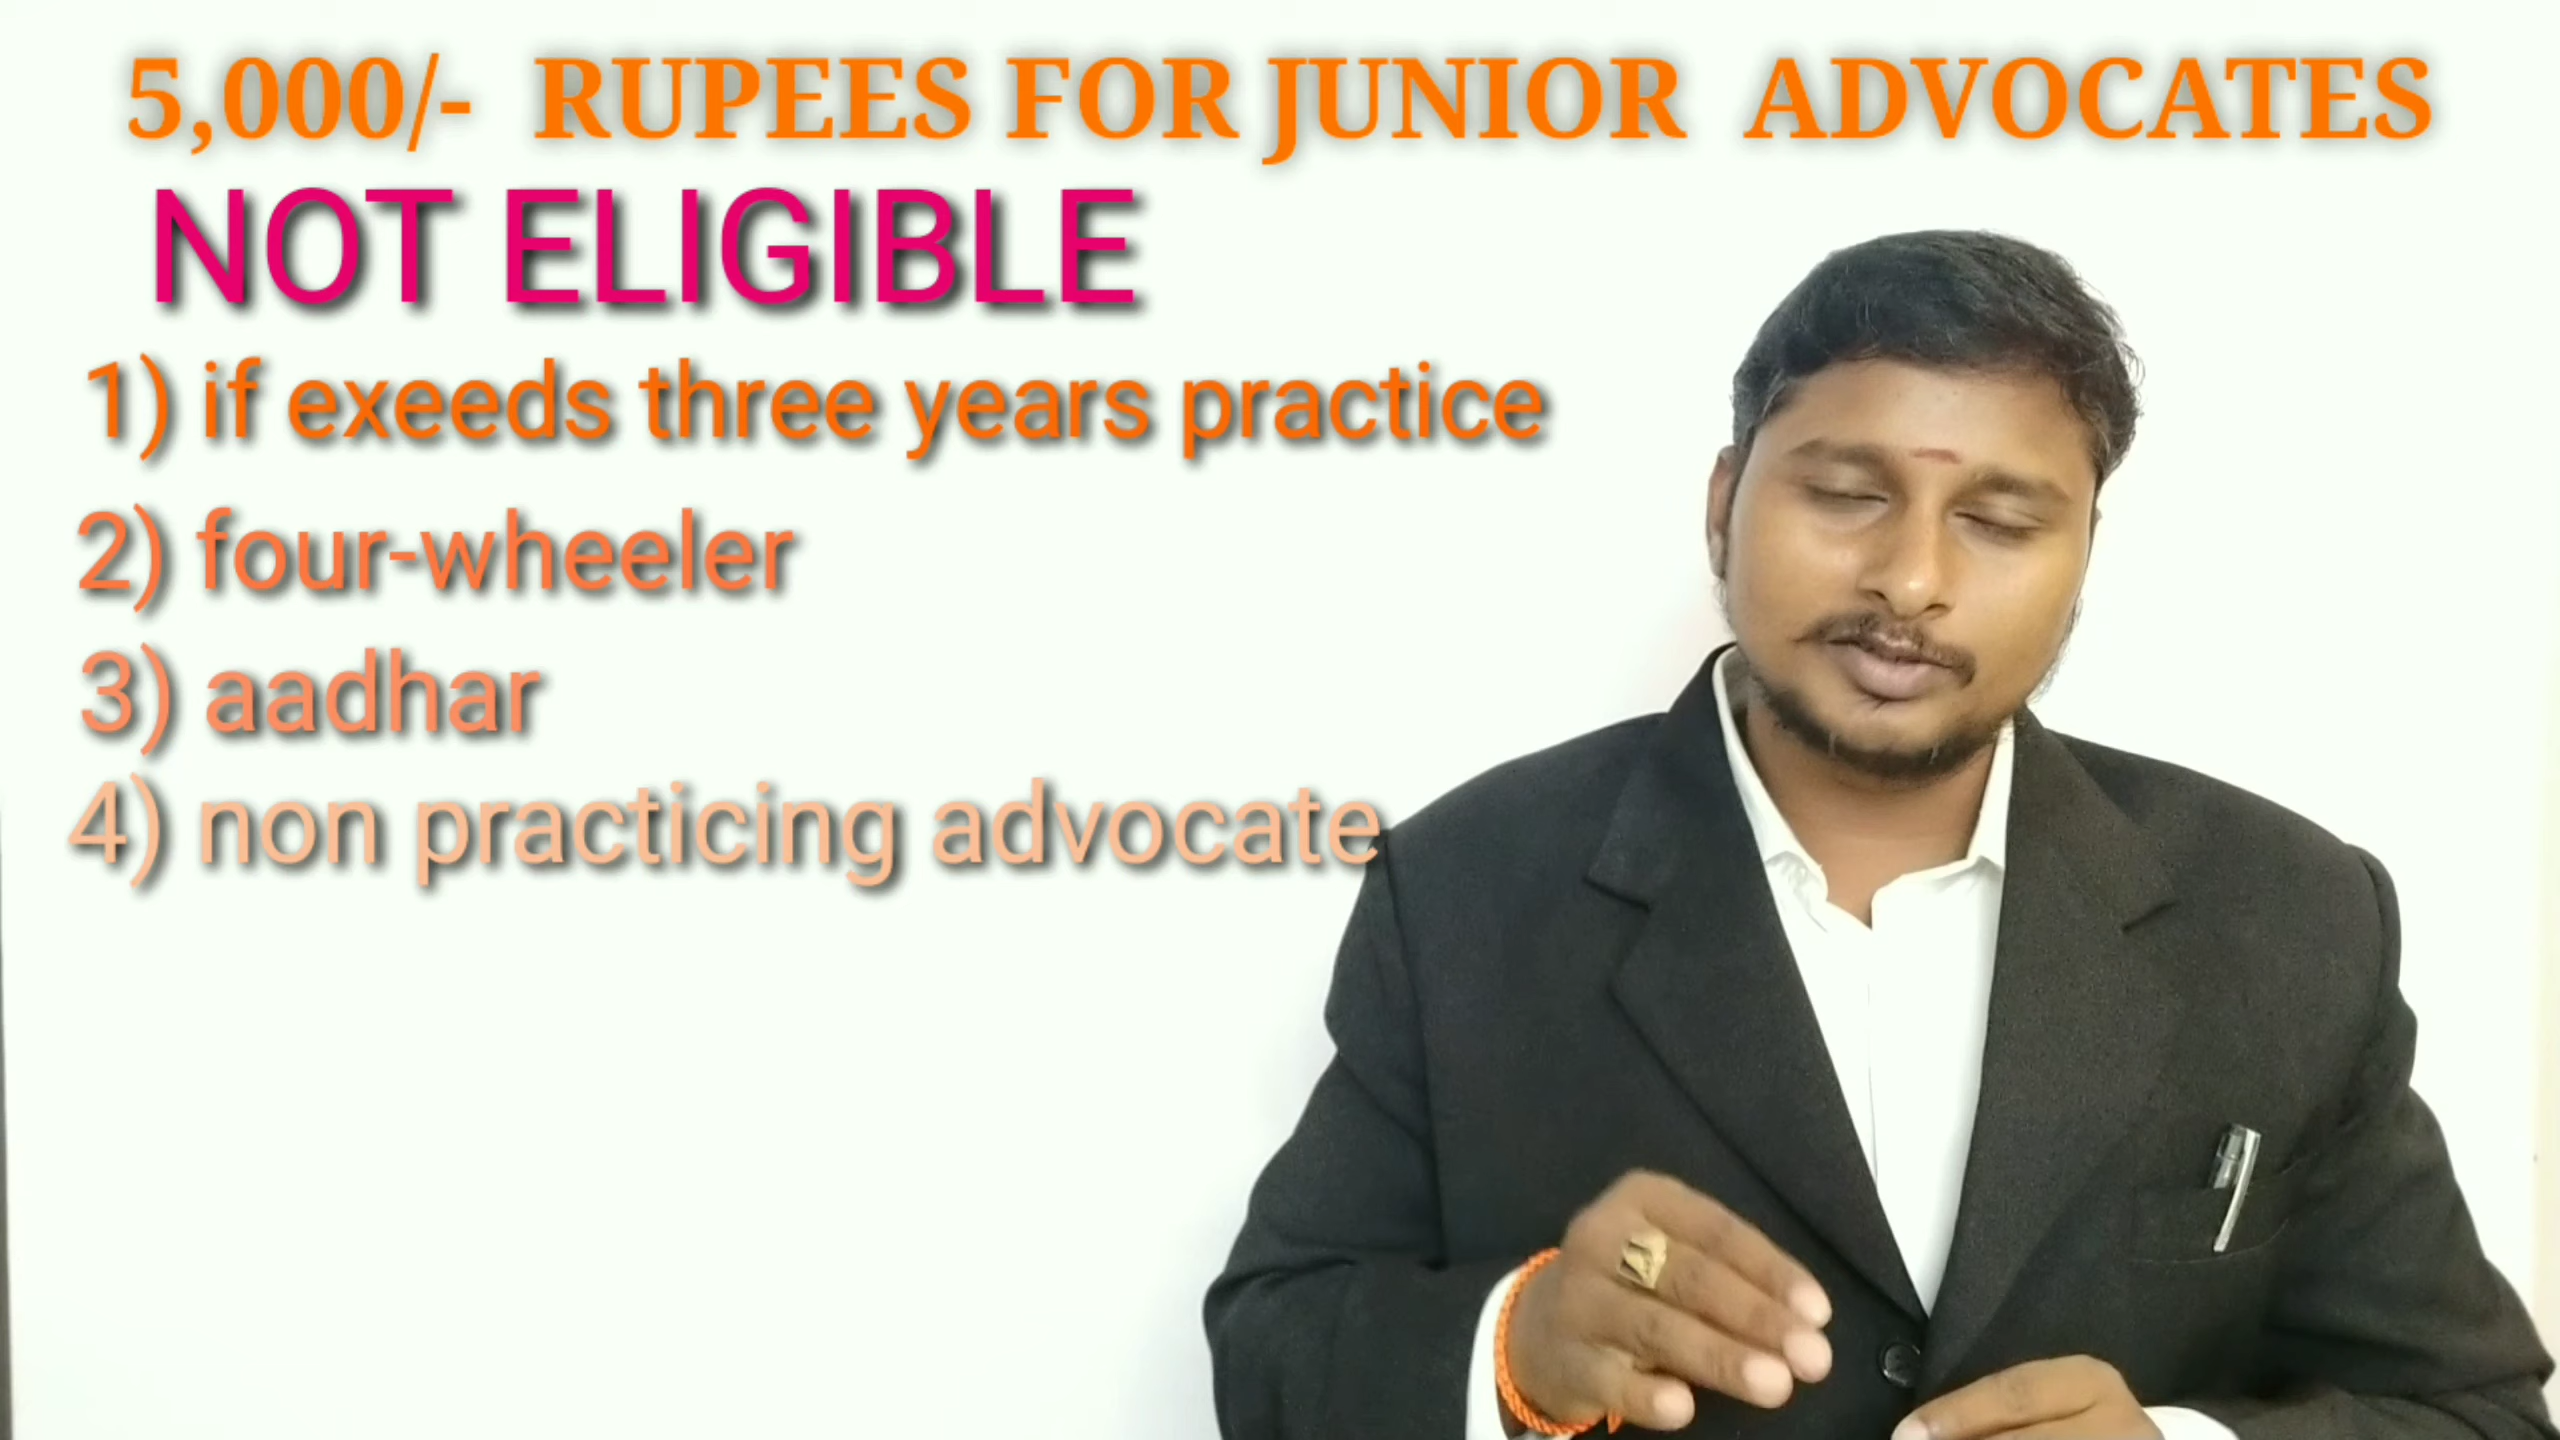 5,000/- RUPEES FOR JUNIOR ADVOCATES
NOT ELIGIBLE
1) if exeeds three years practice
2) four-wheeler
3) aadhar
4) non practicing advocate